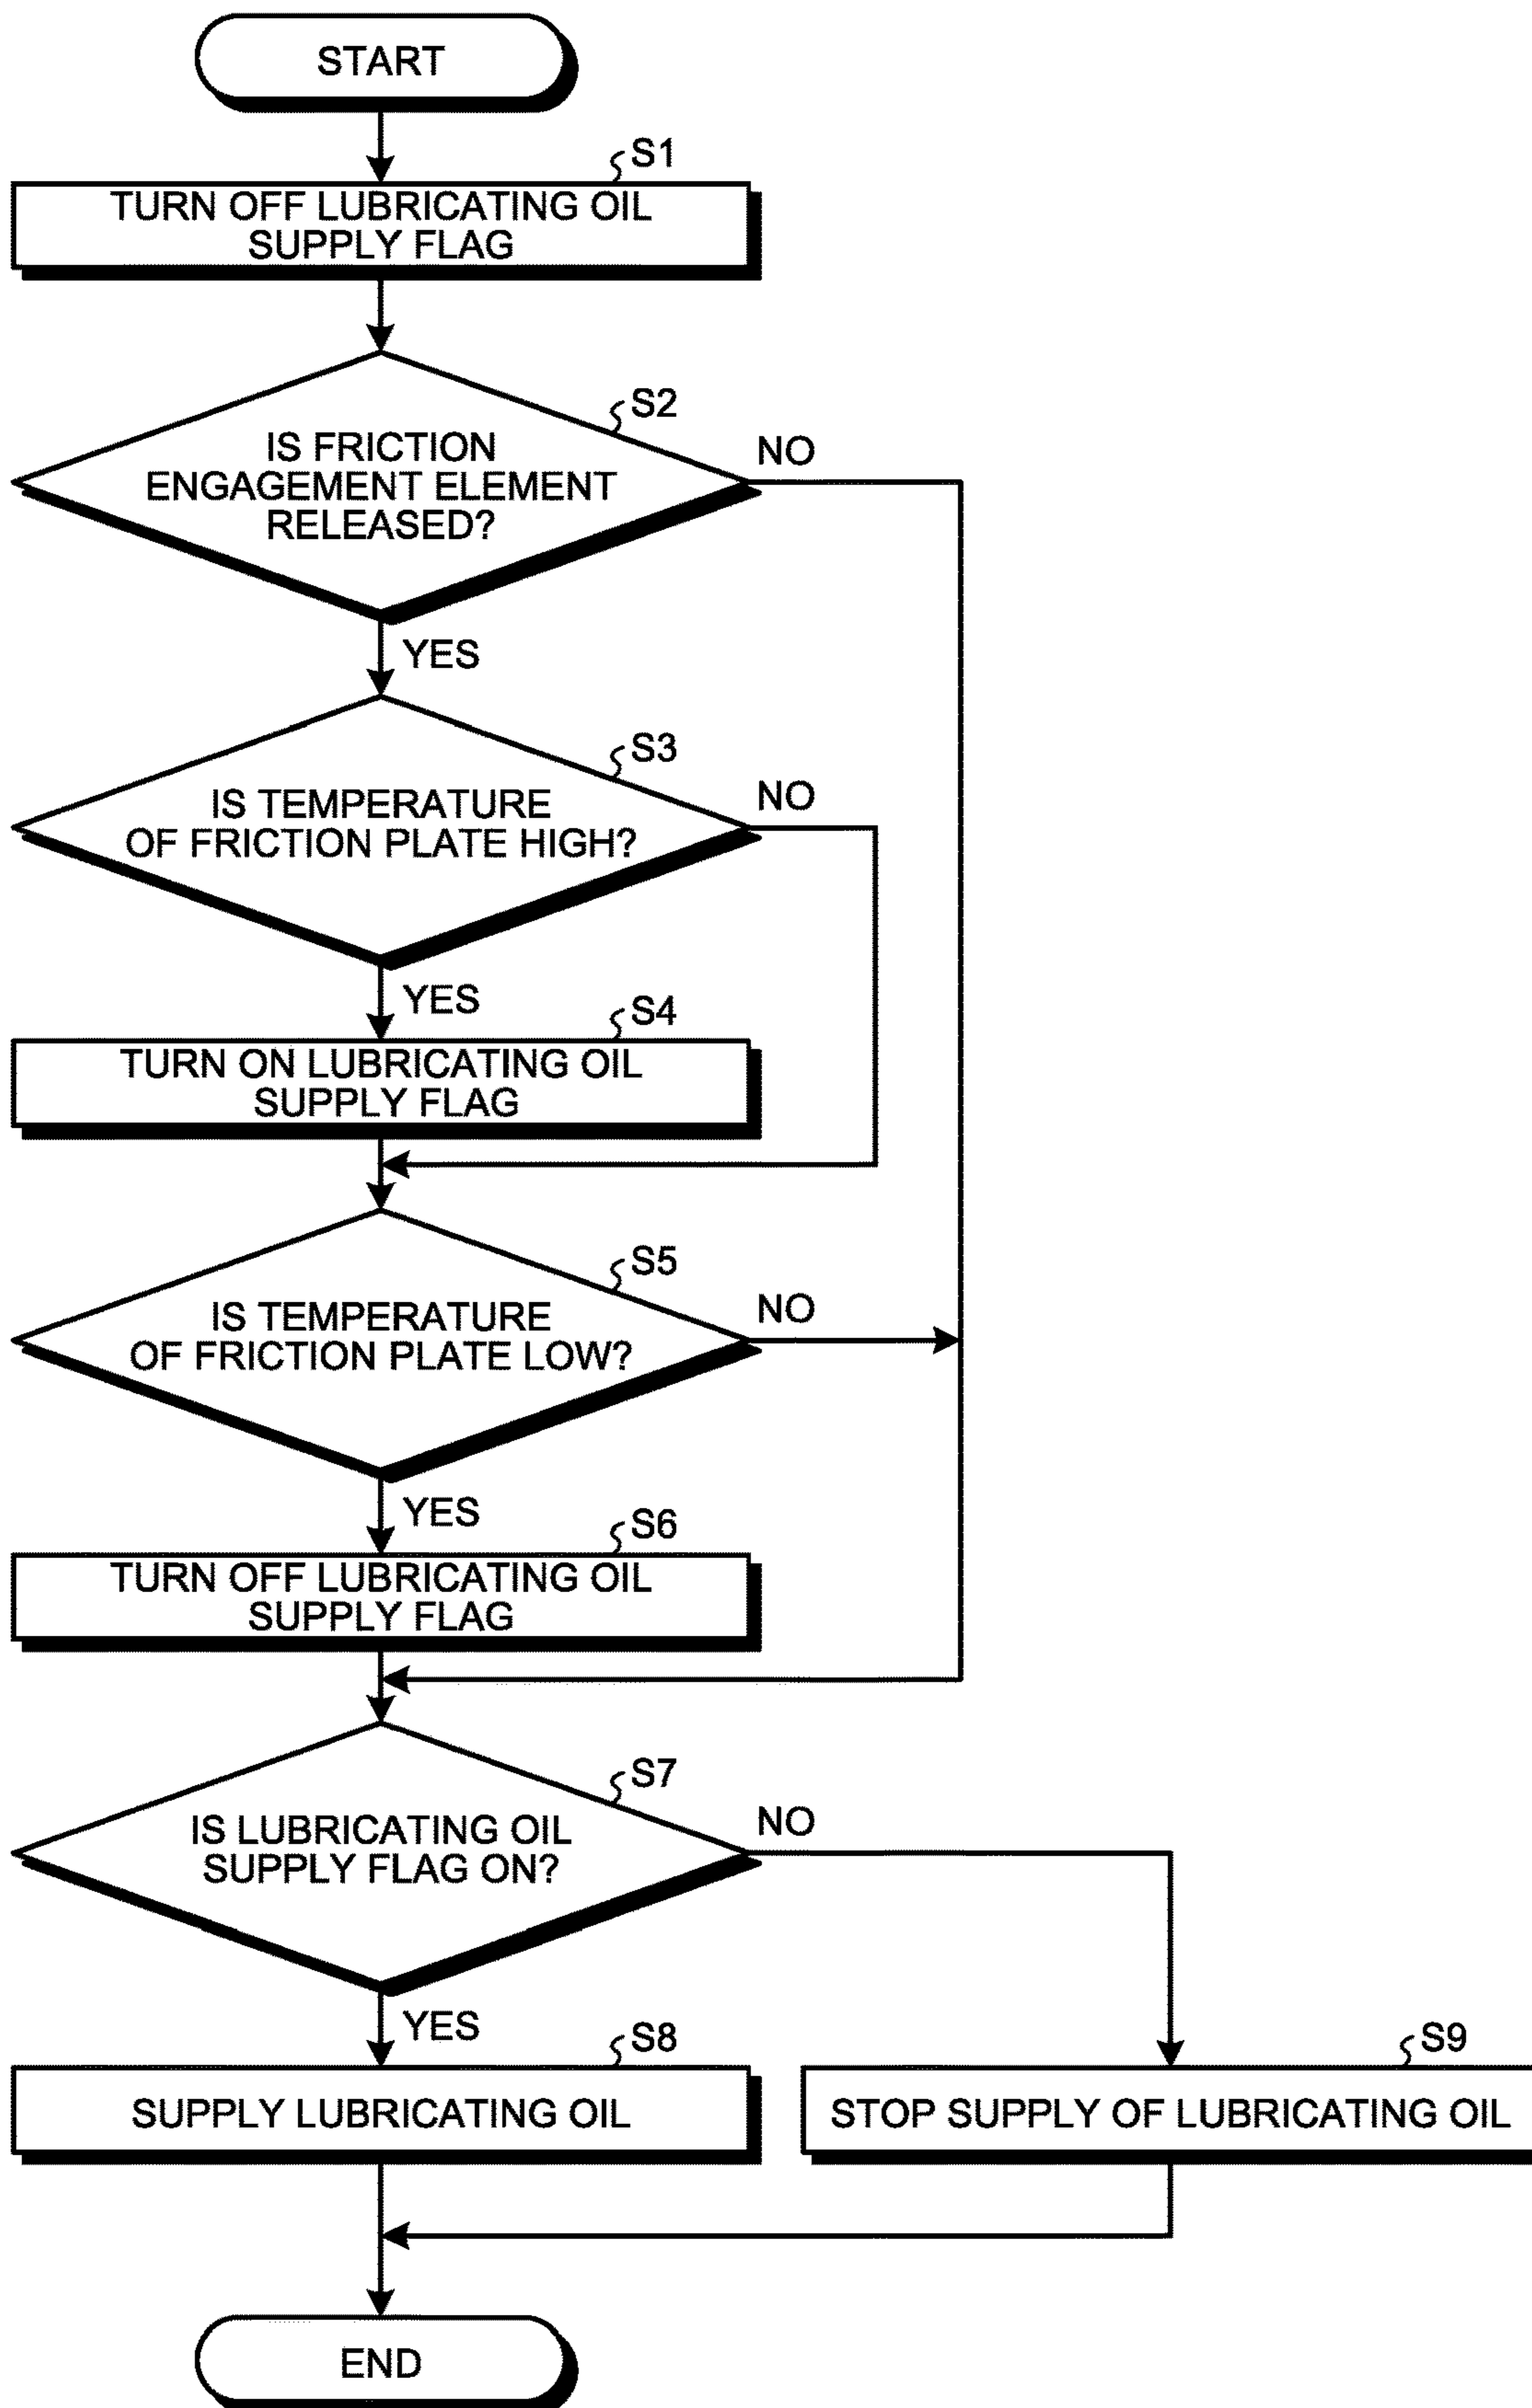 START
S1
TURN OFF LUBRICATING OIL
SUPPLY FLAG
S2
IS FRICTION
ENGAGEMENT ELEMENT
RELEASED?
NO
YES
S3
IS TEMPERATURE
OF FRICTION PLATE HIGH?
NO
YES
S4
TURN ON LUBRICATING OIL
SUPPLY FLAG
S5
IS TEMPERATURE
OF FRICTION PLATE LOW?
NO
YES
S6
TURN OFF LUBRICATING OIL
SUPPLY FLAG
S7
IS LUBRICATING OIL
SUPPLY FLAG ON?
NO
YES
S8
SUPPLY LUBRICATING OIL
S9
STOP SUPPLY OF LUBRICATING OIL
END